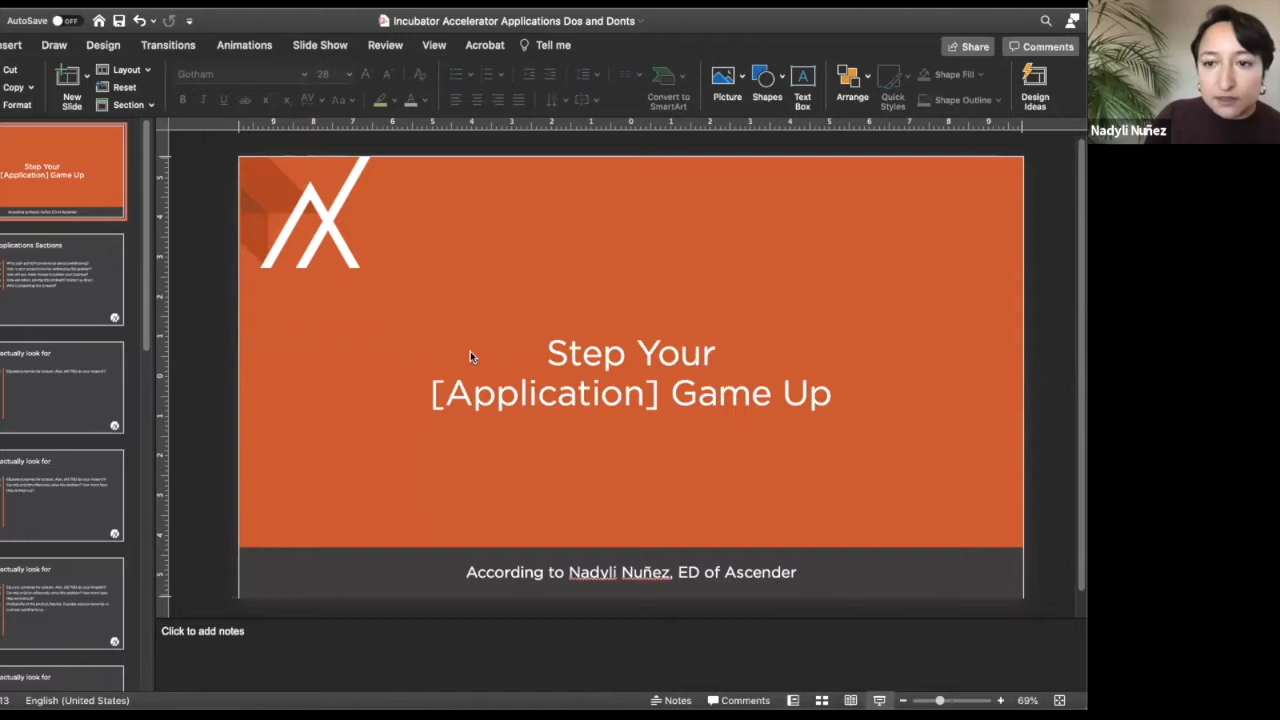 AutoSave OFF
Incubator Accelerator Applications Dos and Donts
nsert Draw Design Transitions Animations Slide Show Review View Acrobat Tell me
Share Comments
Cut
Copy
Format
New
Slide
Layout
Reset
Section
Gotham 28
Convert to
SmartArt
Picture
Shapes
Text
Box
Arrange
Quick
Styles
Shape Fill
Shape Outline
Design
Ideas
Nadyli Nuñez
Step Your
[Application] Game Up
pplications Sections
actually look for
actually look for
actually look for
actually look for
Step Your
[Application] Game Up
According to Nadyli Nuñez, ED of Ascender
Click to add notes
13 English (United States)
Notes Comments 69%